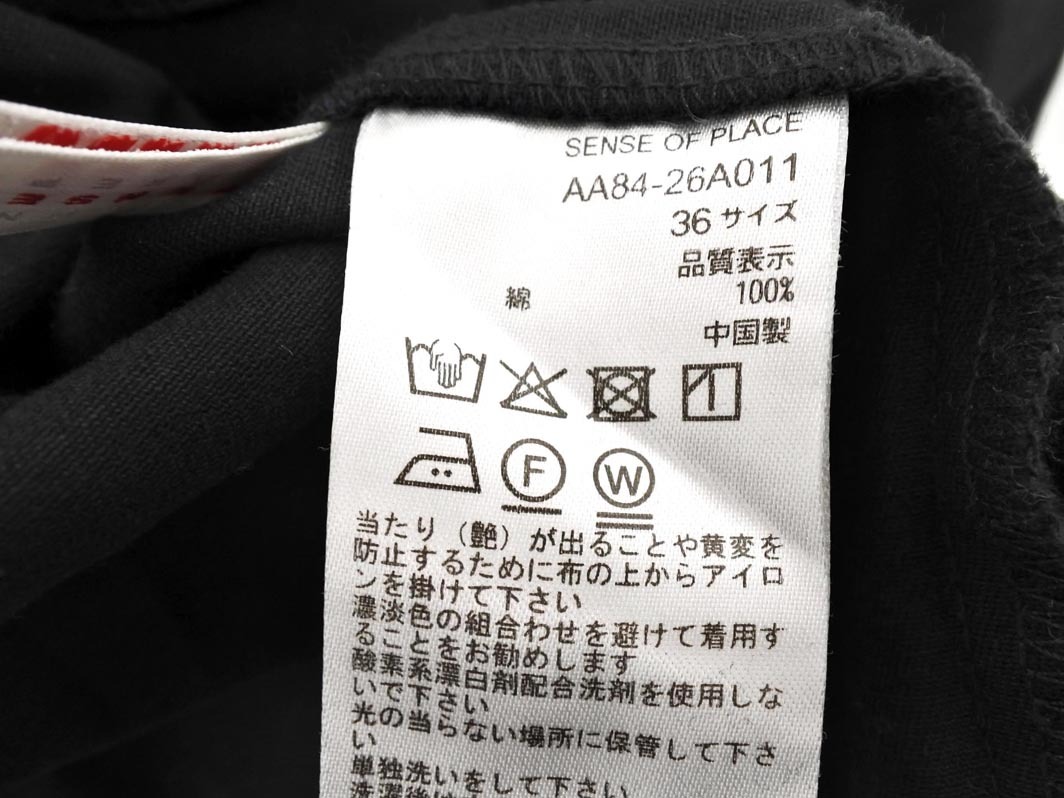 SENSE OF PLACE
AA84-26A011
36 サイズ
品質表示
綿 100%
中国製
F
W
当たり（艶）が出ることや黄変を
防止するために布の上からアイロ
ンを掛けて下さい
濃淡色の組合わせを避けて着用す
ることをお勧めします
酸素系漂白剤配合洗剤を使用しな
いで下さい
光の当らない場所に保管して下さ
い
単独洗いをして下さい